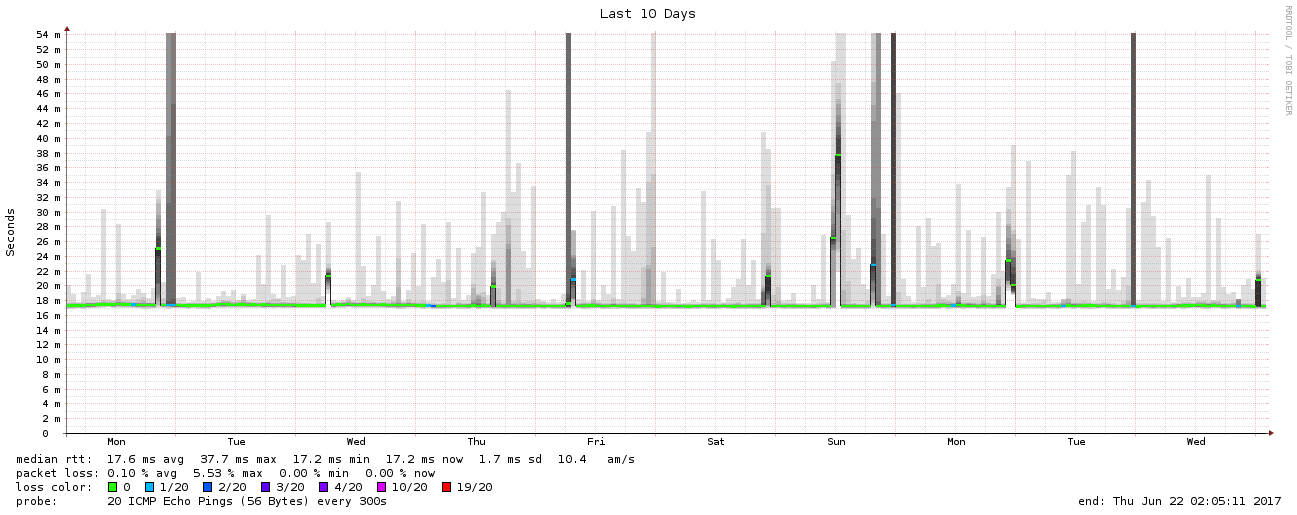 Last 10 Days
RRDTOOL / TOBI OETIKER
Seconds
54 m
52 m
50 m
48 m
46 m
44 m
42 m
40 m
38 m
36 m
34 m
32 m
30 m
28 m
26 m
24 m
22 m
20 m
18 m
16 m
14 m
12 m
10 m
8 m
6 m
4 m
2 m
0
Mon Tue Wed Thu Fri Sat Sun Mon Tue Wed
median rtt: 17.6 ms avg 37.7 ms max 17.2 ms min 17.2 ms now 1.7 ms sd 10.4 am/s
packet loss: 0.10 % avg 5.53 % max 0.00 % min 0.00 % now
loss color: 0 1/20 2/20 3/20 4/20 10/20 19/20
probe: 20 ICMP Echo Pings (56 Bytes) every 300s end: Thu Jun 22 02:05:11 2017